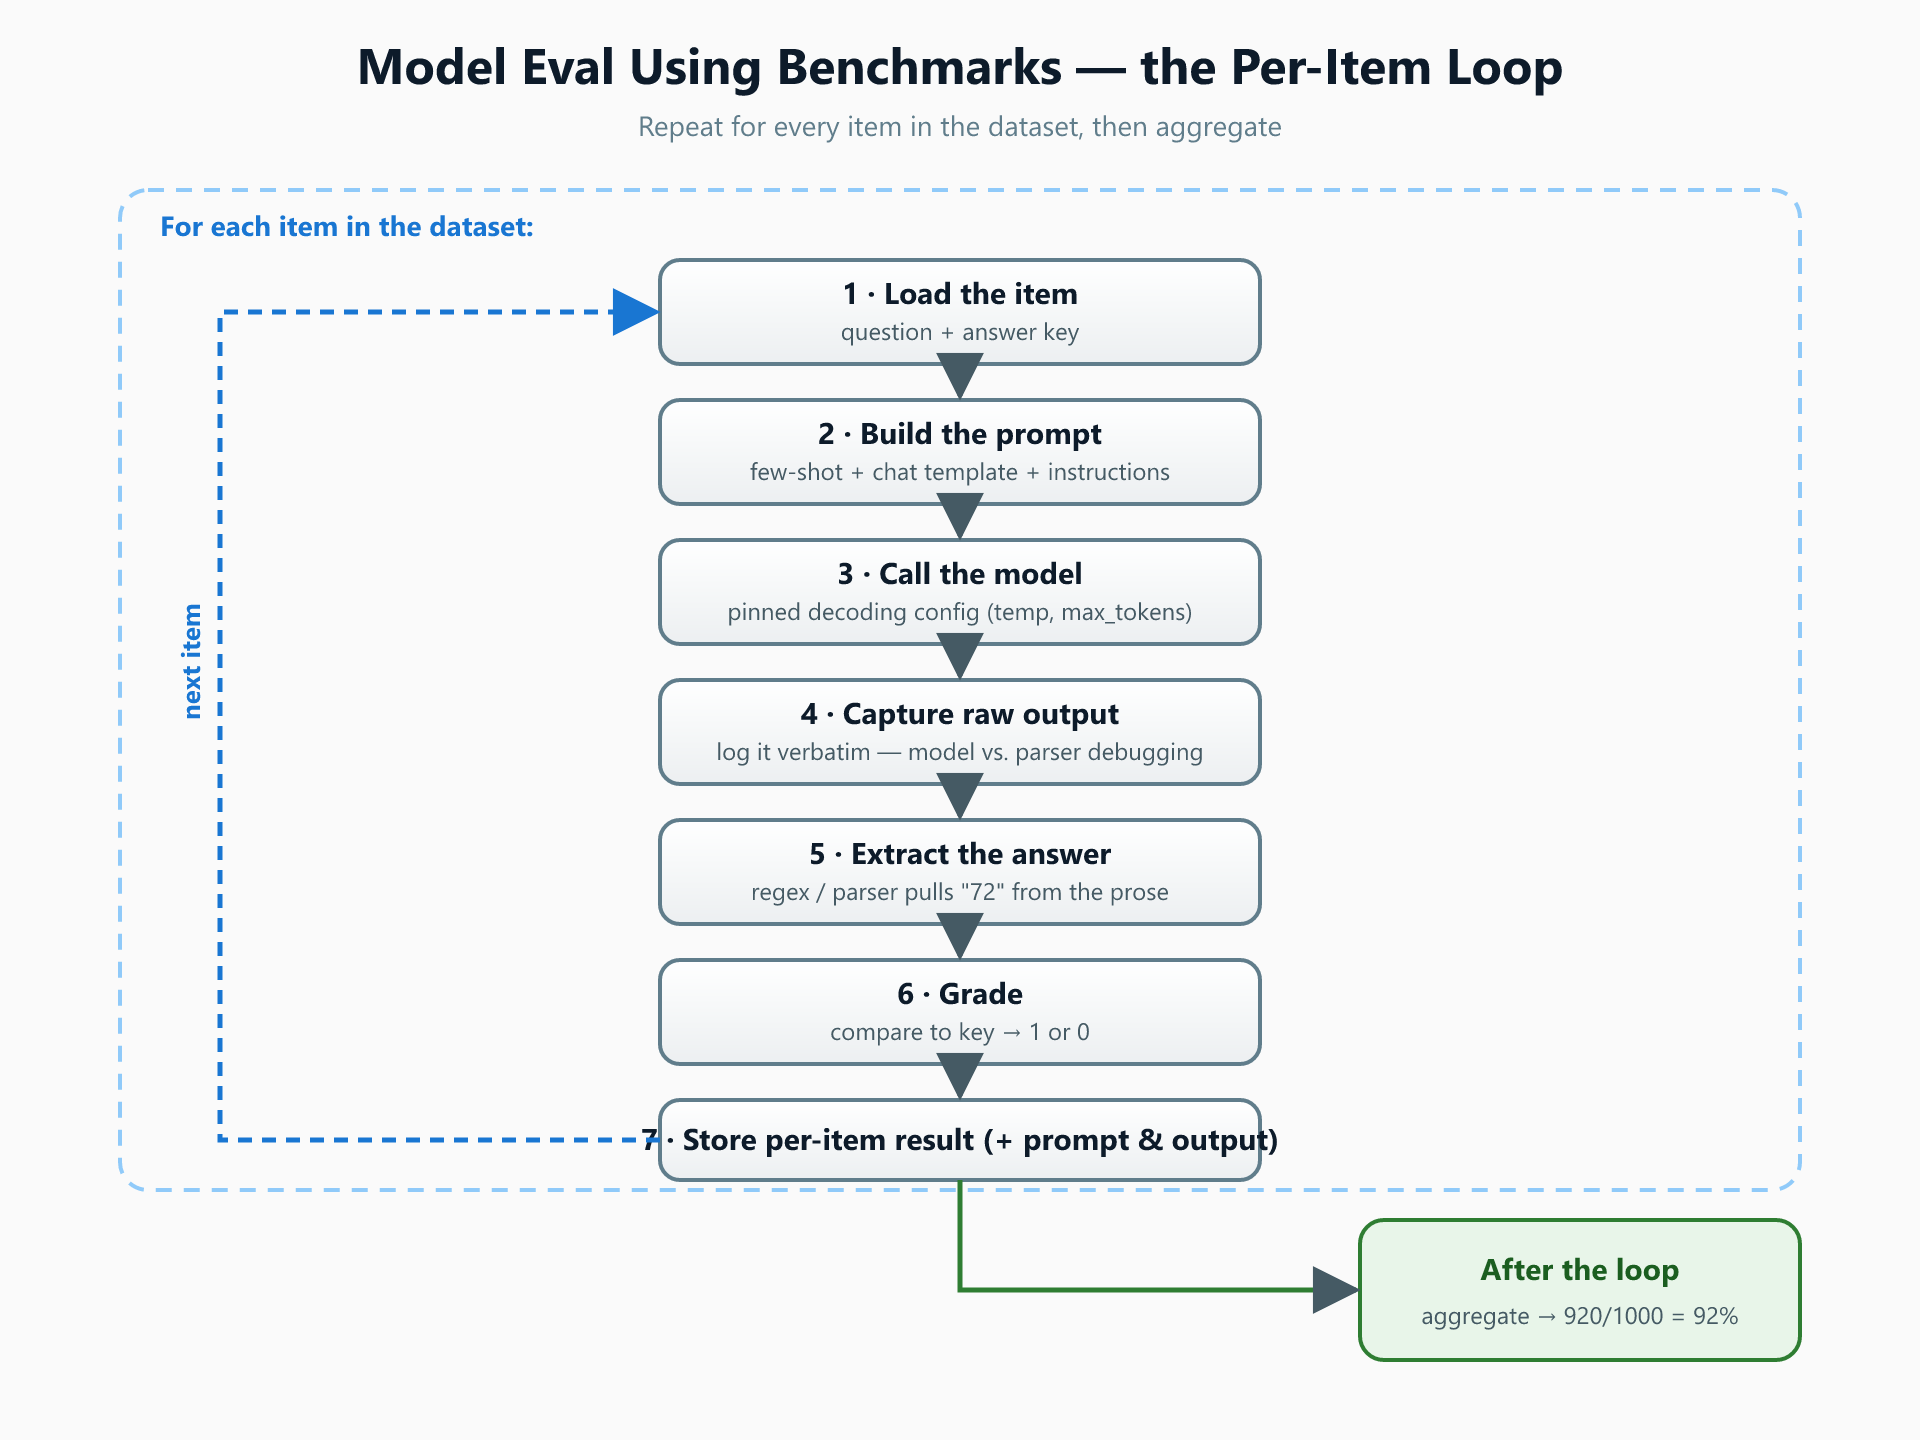 Model Eval Using Benchmarks — the Per-Item Loop
Repeat for every item in the dataset, then aggregate
For each item in the dataset:
1 · Load the item
question + answer key
2 · Build the prompt
few-shot + chat template + instructions
3 · Call the model
pinned decoding config (temp, max_tokens)
next item
4 · Capture raw output
log it verbatim — model vs. parser debugging
5 · Extract the answer
regex / parser pulls "72" from the prose
6 · Grade
compare to key → 1 or 0
7 · Store per-item result (+ prompt & output)
After the loop
aggregate → 920/1000 = 92%